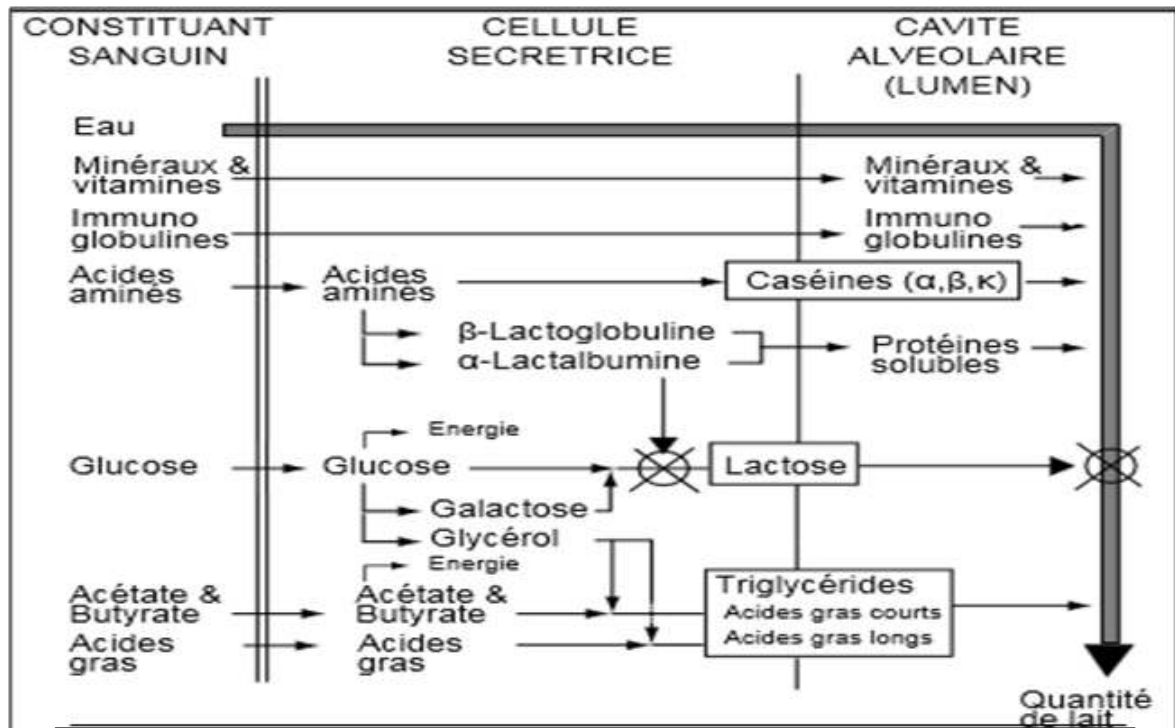 CONSTITUANT
SANGUIN
CELLULE
SECRETRICE
CAVITE
ALVEOLAIRE
(LUMEN)
Eau
Minéraux &
vitamines
Minéraux &
vitamines
Immuno
globulines
Immuno
globulines
Acides
aminés
Acides
aminés
Caséines (α,β,κ)
β-Lactoglobuline
α-Lactalbumine
Protéines
solubles
Energie
Glucose
Glucose
Lactose
Galactose
Glycérol
Energie
Acétate &
Butyrate
Acétate &
Butyrate
Acides
gras
Acides
gras
Triglycérides
Acides gras courts
Acides gras longs
Quantité
de lait